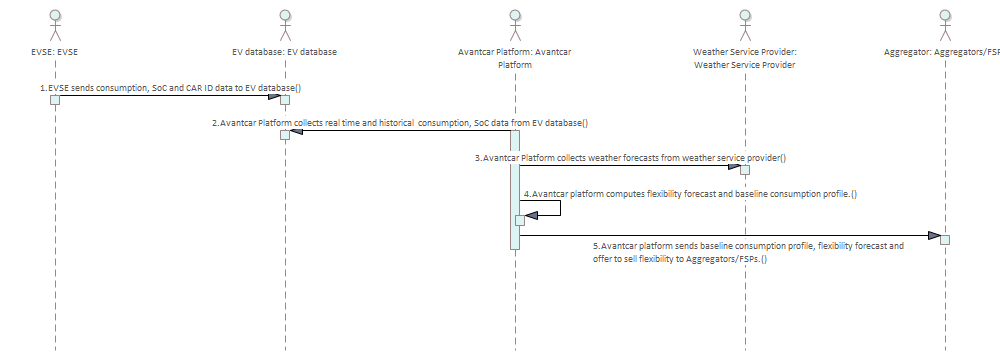 EVSE: EVSE
EV database: EV database
Avantcar Platform: Avantcar
Platform
Weather Service Provider:
Weather Service Provider
Aggregator: Aggregators/FSP
1.EVSE sends consumption, SoC and CAR ID data to EV database()
2.Avantcar Platform collects real time and historical consumption, SoC data from EV database()
3.Avantcar Platform collects weather forecasts from weather service provider()
4.Avantcar platform computes flexibility forecast and baseline consumption profile.()
5.Avantcar platform sends baseline consumption profile, flexibility forecast and
offer to sell flexibility to Aggregators/FSPs.()